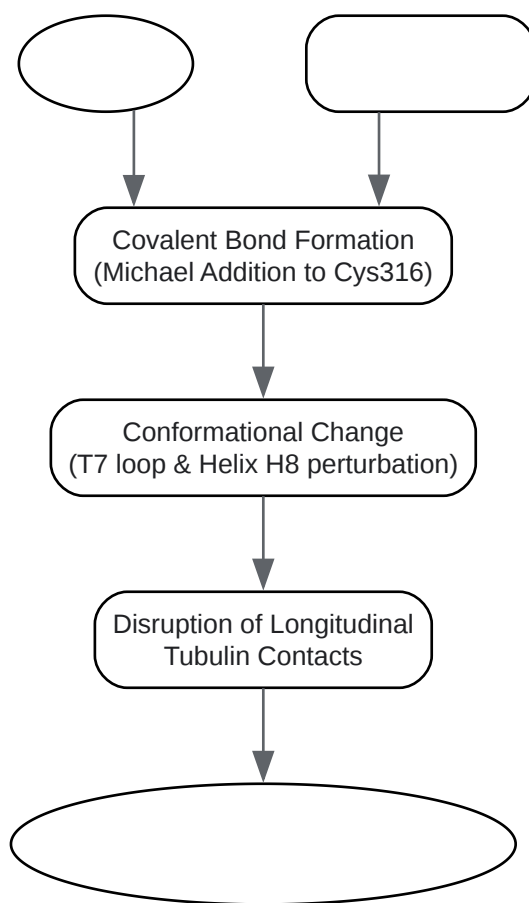 Covalent Bond Formation
(Michael Addition to Cys316)
Conformational Change
(T7 loop & Helix H8 perturbation)
Disruption of Longitudinal
Tubulin Contacts